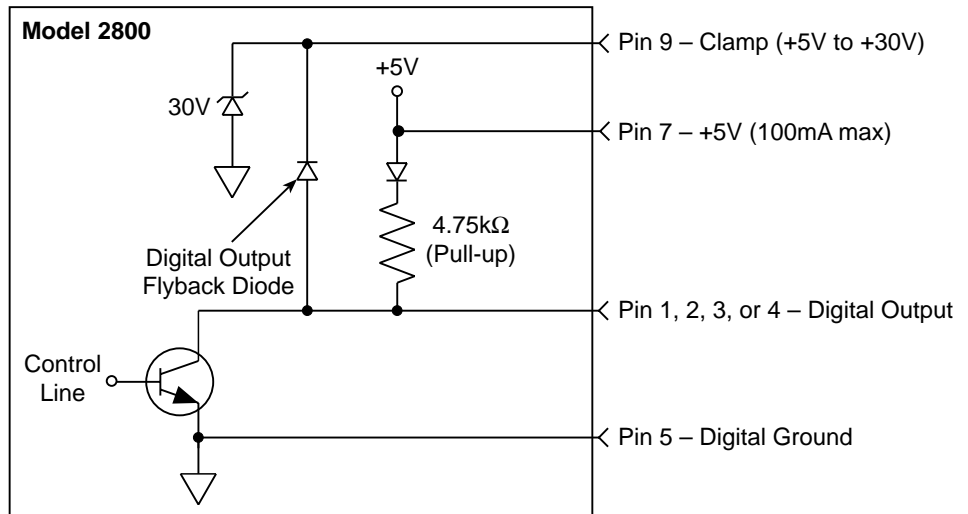 Model 2800
Pin 9 – Clamp (+5V to +30V)
+5V
30V
Pin 7 – +5V (100mA max)
4.75kΩ
(Pull-up)
Digital Output
Flyback Diode
Pin 1, 2, 3, or 4 – Digital Output
Control
Line
Pin 5 – Digital Ground